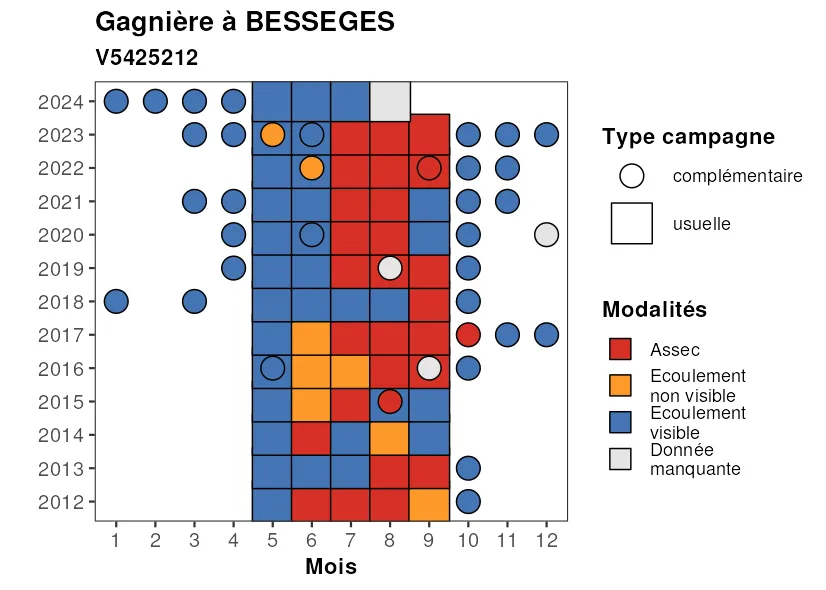 Gagnière à BESSEGES
V5425212
2024
2023
2022
2021
2020
2019
2018
2017
2016
2015
2014
2013
2012
1 2 3 4 5 6 7 8 9 10 11 12
Mois
Type campagne
complémentaire
usuelle
Modalités
Assec
Ecoulement
non visible
Ecoulement
visible
Donnée
manquante